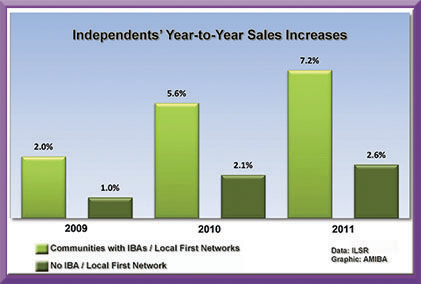 Independents' Year-to-Year Sales Increases
7.2%
5.6%
2.0%
2.1%
2.6%
1.0%
2009
2010
2011
Communities with IBAs / Local First Networks
No IBA / Local First Network
Data: ILSR
Graphic: AMIBA